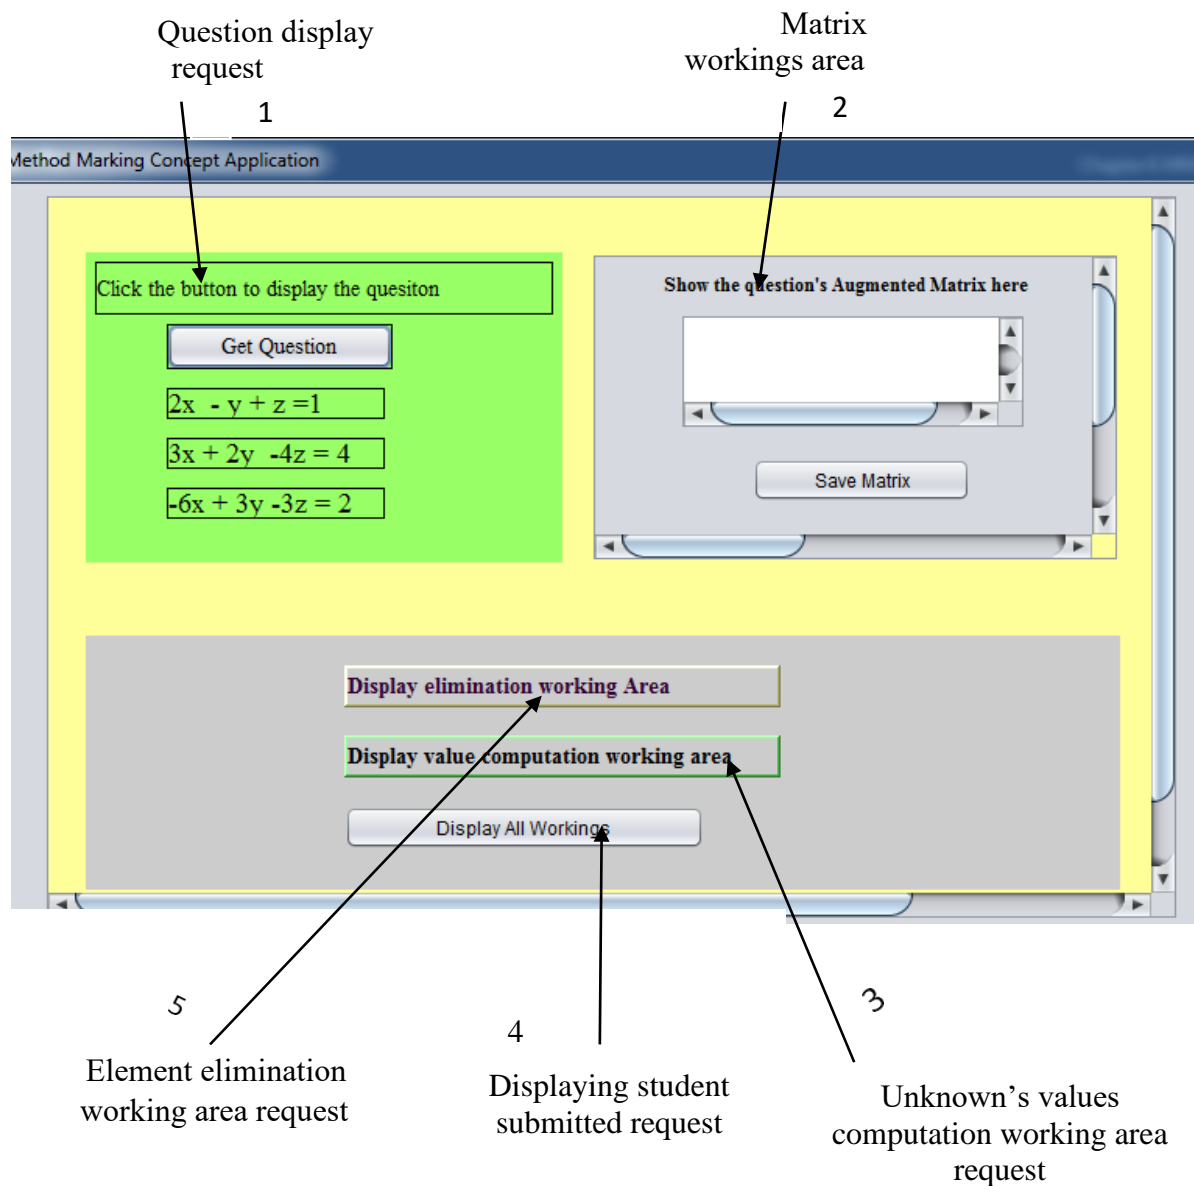 Question display
request
1
Matrix
workings area
2
Method Marking Concept Application
Click the button to display the quesiton
Get Question
2x - y + z =1
3x + 2y -4z = 4
-6x + 3y -3z = 2
Show the question's Augmented Matrix here
Save Matrix
Display elimination working Area
Display value computation working area
Display All Workings
5
Element elimination
working area request
4
Displaying student
submitted request
3
Unknown’s values
computation working area
request